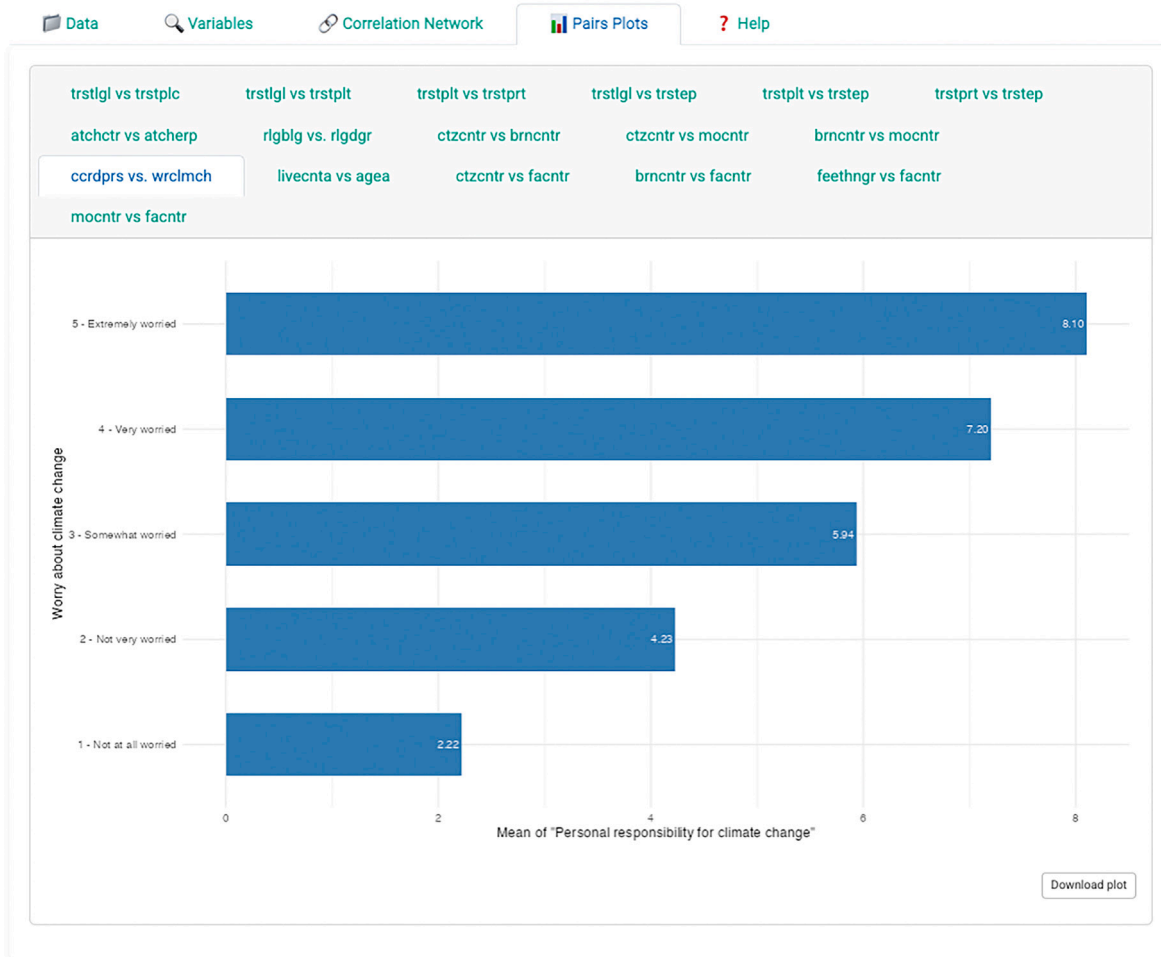 Data Variables Correlation Network Pairs Plots Help
trstlgl vs trstplc trstlgl vs trstplt trstplt vs trstprt trstlgl vs trstep trstplt vs trstep trstprt vs trstep
atchctr vs atcherp rlgblg vs. rlgdgr ctzcntr vs brncntr ctzcntr vs mocntr brncntr vs mocntr
ccrdprs vs. wrclmch livecnta vs agea ctzcntr vs facntr brncntr vs facntr feethngr vs facntr
mocntr vs facntr
Worry about climate change
5 - Extremely worried 8.10
4 - Very worried 7.20
3 - Somewhat worried 5.94
2 - Not very worried 4.23
1 - Not at all worried 2.22
0 2 4 6 8
Mean of "Personal responsibility for climate change"
Download plot